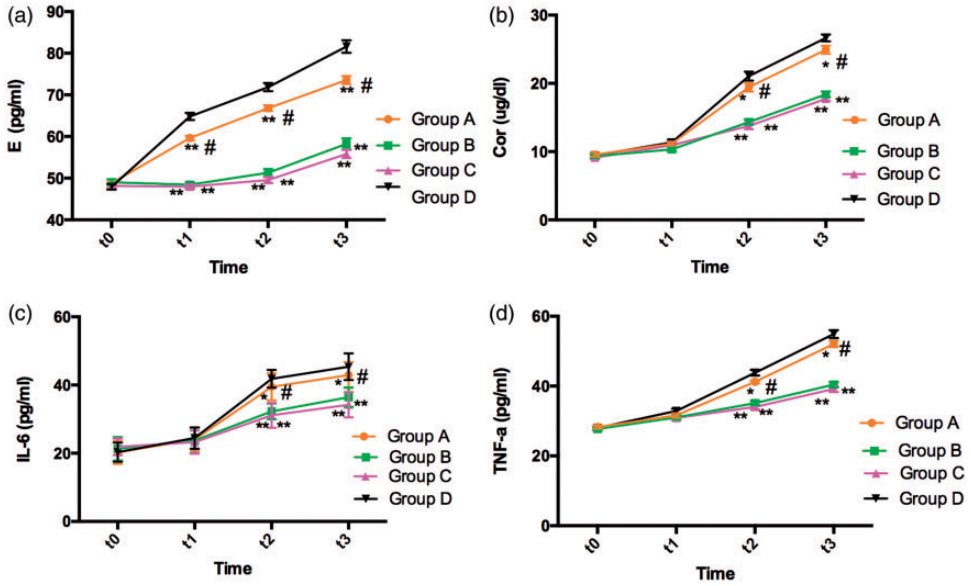 (a)
E (pg/ml)
90
80
70
60
50
40
** #
** #
** #
** **
** **
**
**
t0 t1 t2 t3
Time
Group A
Group B
Group C
Group D
(b)
Cor (ug/dl)
30
20
10
0
* #
* #
** **
** **
t0 t1 t2 t3
Time
Group A
Group B
Group C
Group D
(c)
IL-6 (pg/ml)
60
40
20
0
* #
* #
** **
** **
t0 t1 t2 t3
Time
Group A
Group B
Group C
Group D
(d)
TNF-a (pg/ml)
60
40
20
0
* #
* #
** **
** **
t0 t1 t2 t3
Time
Group A
Group B
Group C
Group D